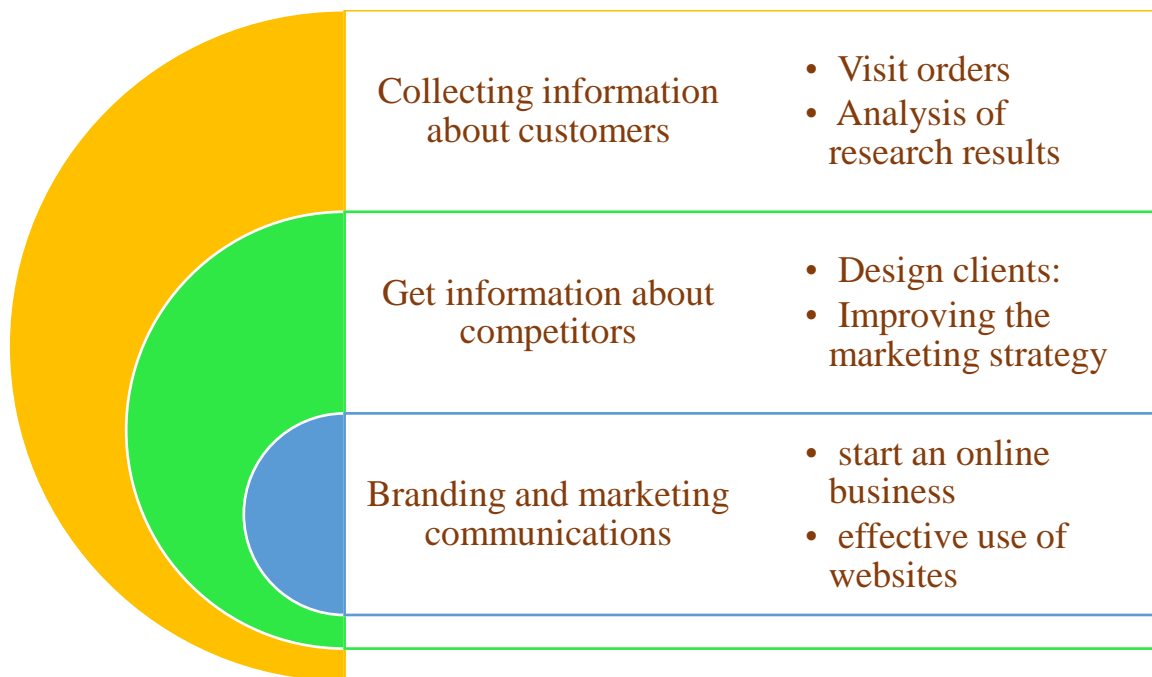 Collecting information
about customers
• Visit orders
• Analysis of
research results
Get information about
competitors
• Design clients:
• Improving the
marketing strategy
Branding and marketing
communications
• start an online
business
• effective use of
websites